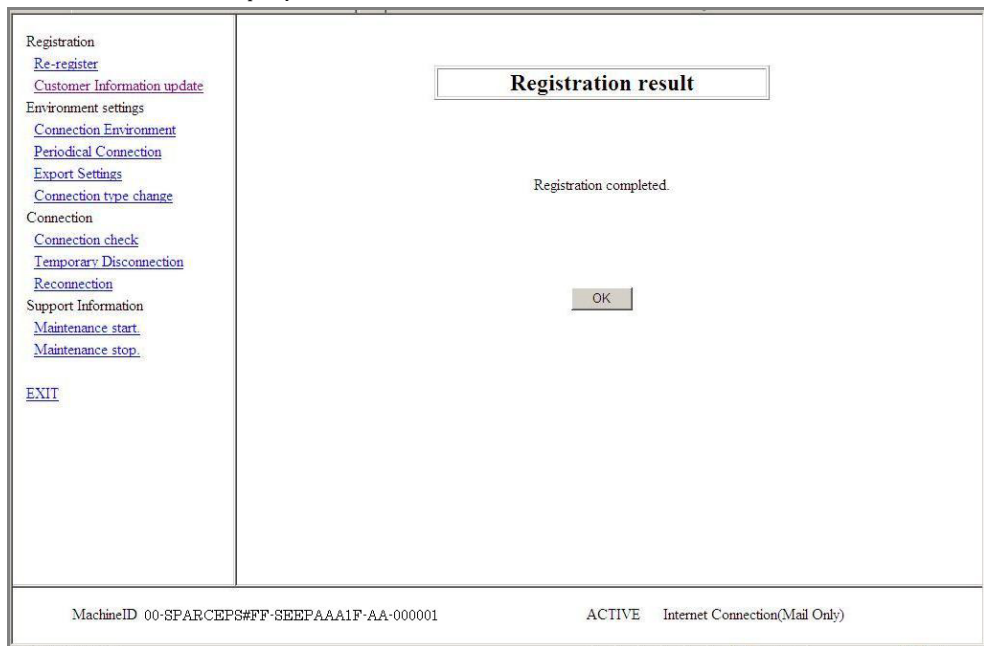 Registration
Re-register
Customer Information update
Environment settings
Connection Environment
Periodical Connection
Export Settings
Connection type change
Connection
Connection check
Temporary Disconnection
Reconnection
Support Information
Maintenance start.
Maintenance stop.
EXIT
Registration result
Registration completed.
OK
MachineID 00-SPARCEPS#FF-SEEPAAA1F-AA-000001 ACTIVE Internet Connection(Mail Only)